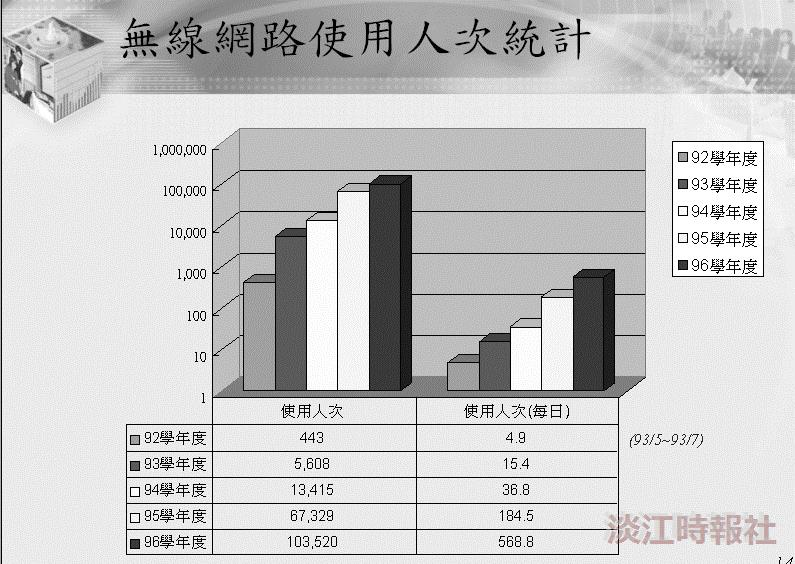 無線網路使用人次統計
1,000,000
100,000
10,000
1,000
100
10
1
92學年度
93學年度
94學年度
95學年度
96學年度
使用人次 使用人次(每日)
92學年度 443 4.9 (93/5~93/7)
93學年度 5,608 15.4
94學年度 13,415 36.8
95學年度 67,329 184.5
96學年度 103,520 568.8
淡江時報社
14